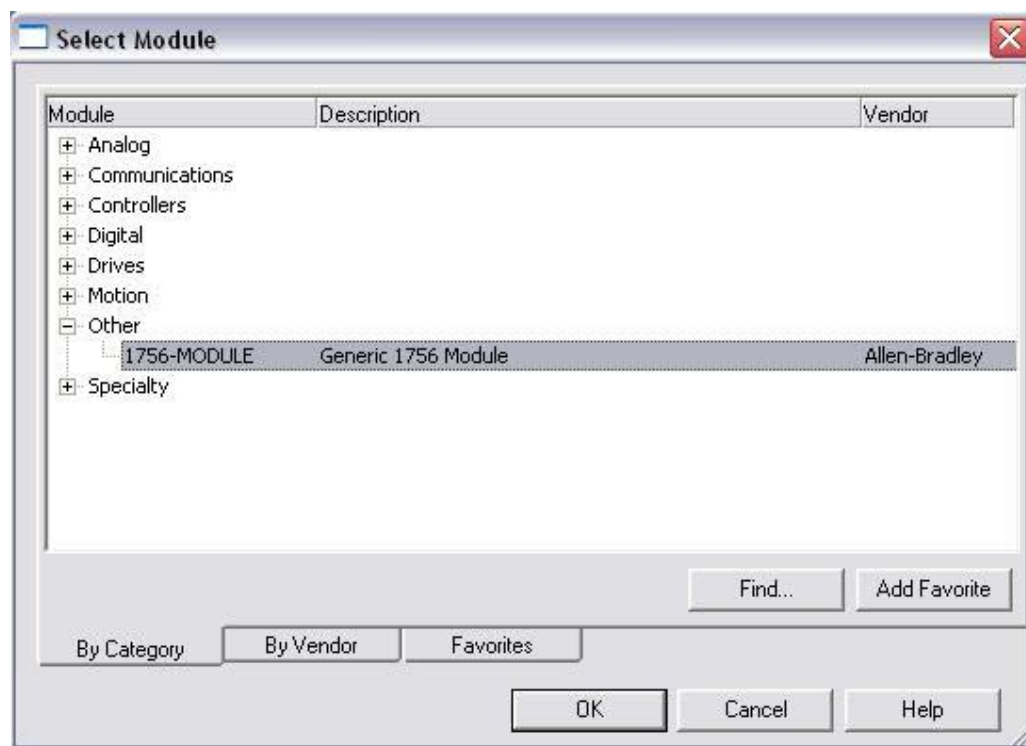 Select Module
Module Description Vendor
Analog
Communications
Controllers
Digital
Drives
Motion
Other
1756-MODULE Generic 1756 Module Allen-Bradley
Specialty
Find... Add Favorite
By Category By Vendor Favorites
OK Cancel Help